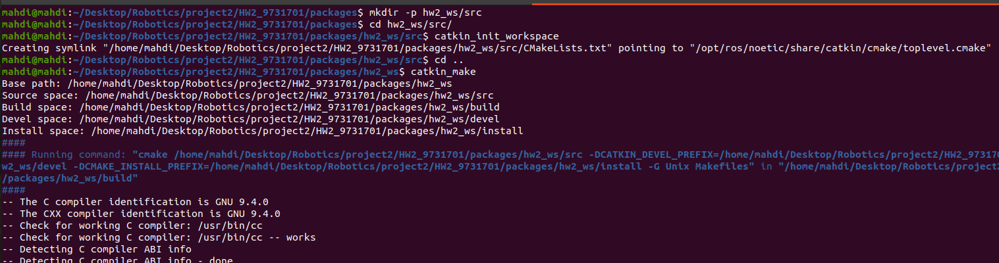 mahdi@mahdi:~/Desktop/Robotics/project2/HW2_9731701/packages$ mkdir -p hw2_ws/src
mahdi@mahdi:~/Desktop/Robotics/project2/HW2_9731701/packages$ cd hw2_ws/src/
mahdi@mahdi:~/Desktop/Robotics/project2/HW2_9731701/packages/hw2_ws/src$ catkin_init_workspace
Creating symlink "/home/mahdi/Desktop/Robotics/project2/HW2_9731701/packages/hw2_ws/src/CMakeLists.txt" pointing to "/opt/ros/noetic/share/catkin/cmake/toplevel.cmake"
mahdi@mahdi:~/Desktop/Robotics/project2/HW2_9731701/packages/hw2_ws/src$ cd ..
mahdi@mahdi:~/Desktop/Robotics/project2/HW2_9731701/packages/hw2_ws$ catkin_make
Base path: /home/mahdi/Desktop/Robotics/project2/HW2_9731701/packages/hw2_ws
Source space: /home/mahdi/Desktop/Robotics/project2/HW2_9731701/packages/hw2_ws/src
Build space: /home/mahdi/Desktop/Robotics/project2/HW2_9731701/packages/hw2_ws/build
Devel space: /home/mahdi/Desktop/Robotics/project2/HW2_9731701/packages/hw2_ws/devel
Install space: /home/mahdi/Desktop/Robotics/project2/HW2_9731701/packages/hw2_ws/install
####
#### Running command: "cmake /home/mahdi/Desktop/Robotics/project2/HW2_9731701/packages/hw2_ws/src -DCATKIN_DEVEL_PREFIX=/home/mahdi/Desktop/Robotics/project2/HW2_97317
w2_ws/devel -DCMAKE_INSTALL_PREFIX=/home/mahdi/Desktop/Robotics/project2/HW2_9731701/packages/hw2_ws/install -G Unix Makefiles" in "/home/mahdi/Desktop/Robotics/project2
/packages/hw2_ws/build"
####
-- The C compiler identification is GNU 9.4.0
-- The CXX compiler identification is GNU 9.4.0
-- Check for working C compiler: /usr/bin/cc
-- Check for working C compiler: /usr/bin/cc -- works
-- Detecting C compiler ABI info
-- Detecting C compiler ABI info - done